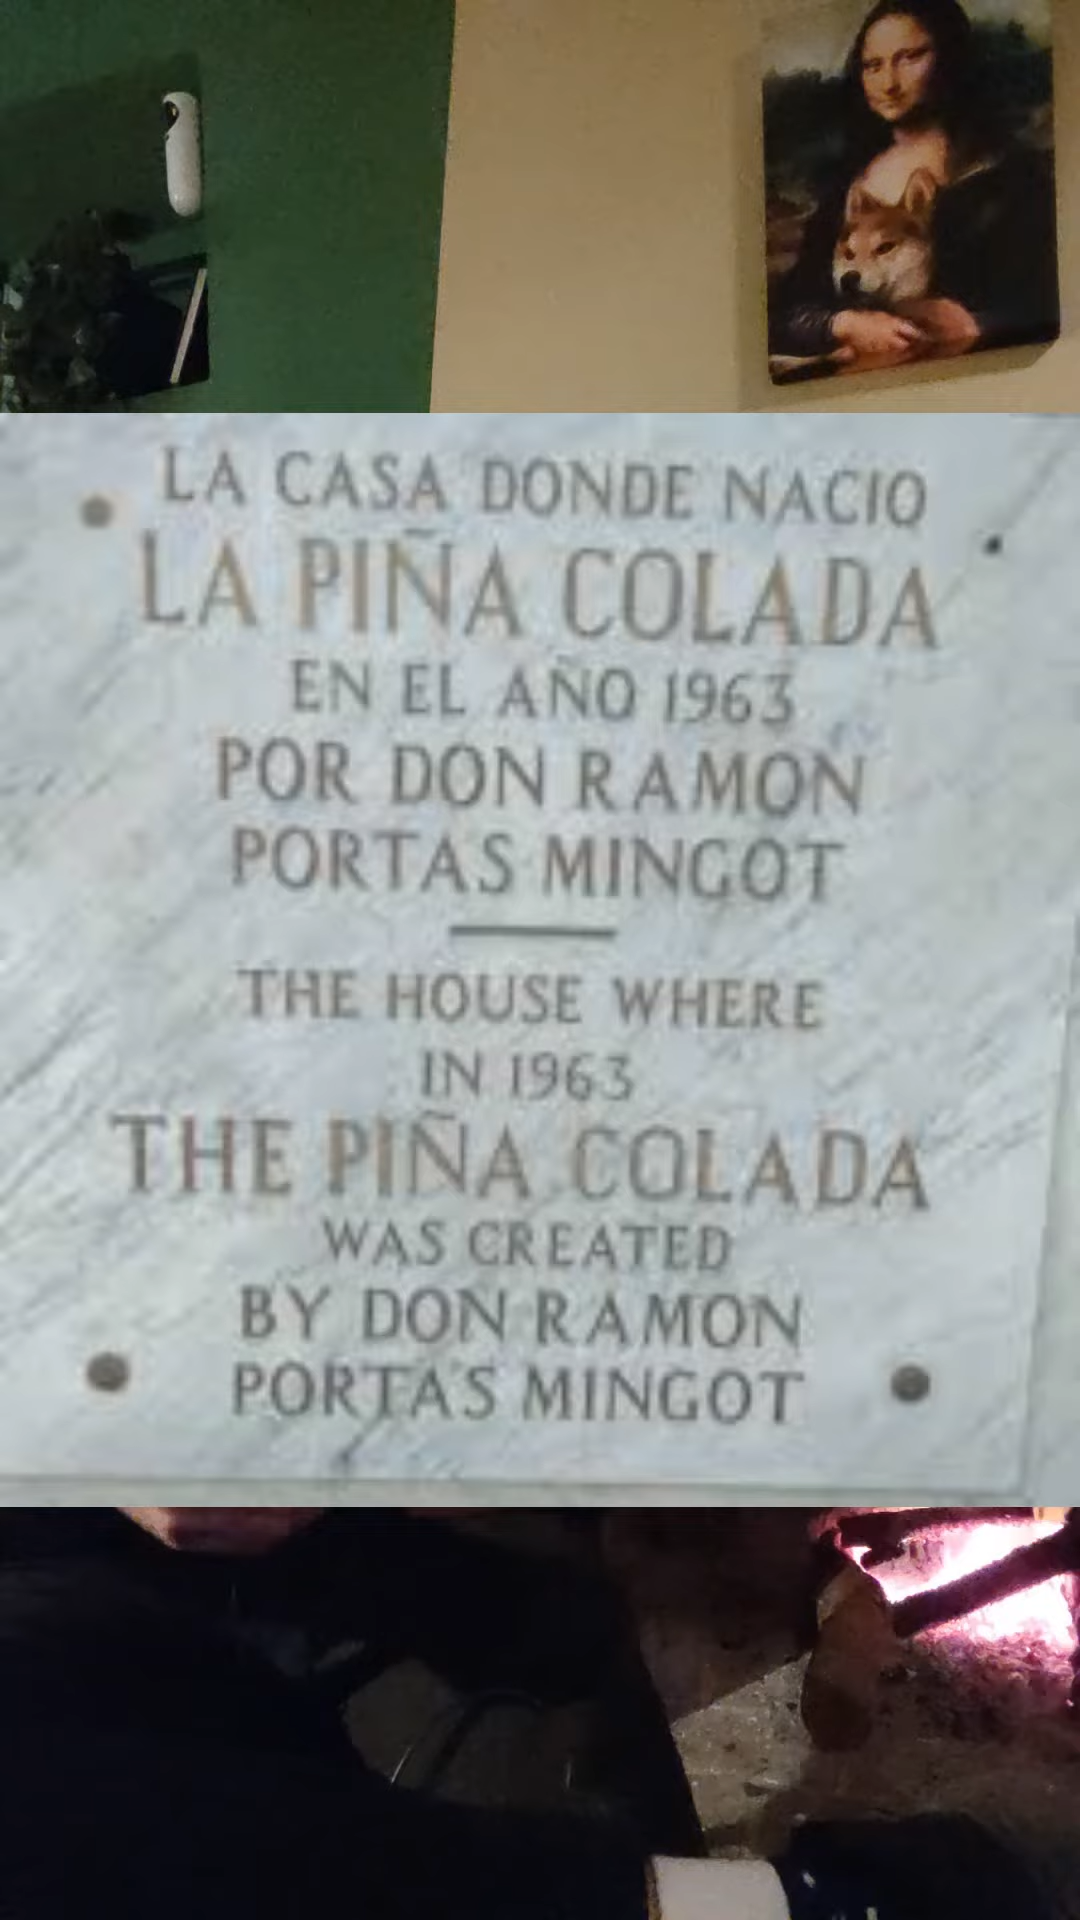 LA CASA DONDE NACIO
LA PIÑA COLADA
EN EL AÑO 1963
POR DON RAMON
PORTAS MINGOT
THE HOUSE WHERE
IN 1963
THE PIÑA COLADA
WAS CREATED
BY DON RAMON
PORTAS MINGOT